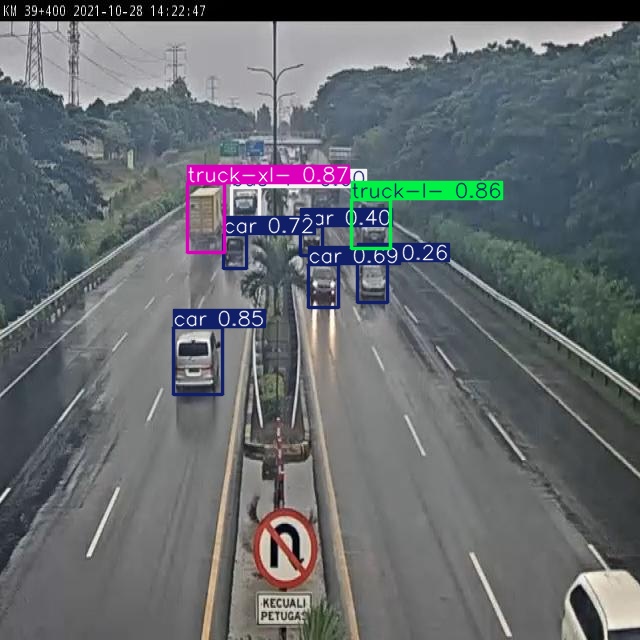 KM 39+400 2021-10-28 14:22:47
truck-xl- 0.87
truck-l- 0.86
car 0.72
car 0.40
car 0.69
0.26
car 0.85
KECUALI
PETUGAS